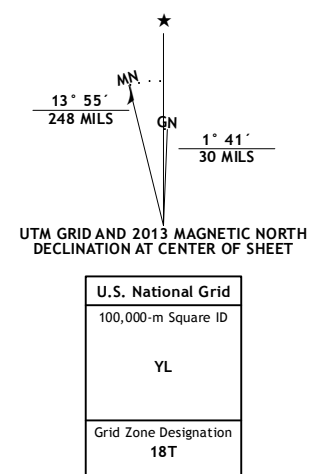 ★
MN
13° 55´
248 MILS
GN
1° 41´
30 MILS
UTM GRID AND 2013 MAGNETIC NORTH
DECLINATION AT CENTER OF SHEET
U.S. National Grid
100,000-m Square ID
YL
Grid Zone Designation
18T